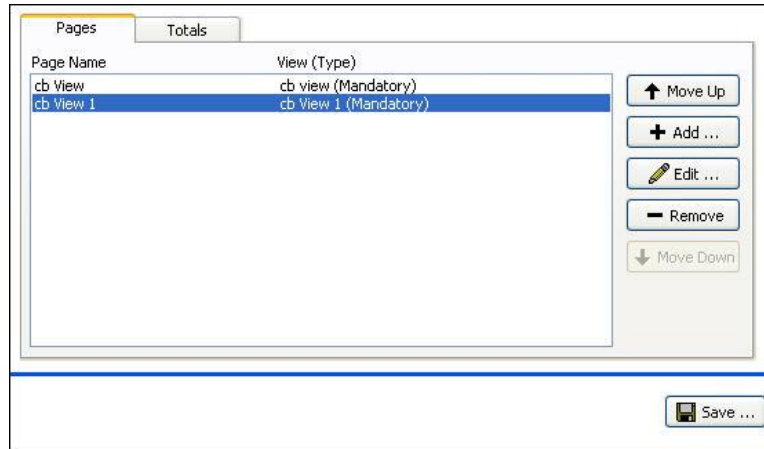 Pages Totals
Page Name View (Type)
cb View cb view (Mandatory)
cb View 1 cb View 1 (Mandatory)
Move Up
Add ...
Edit ...
Remove
Move Down
Save ...